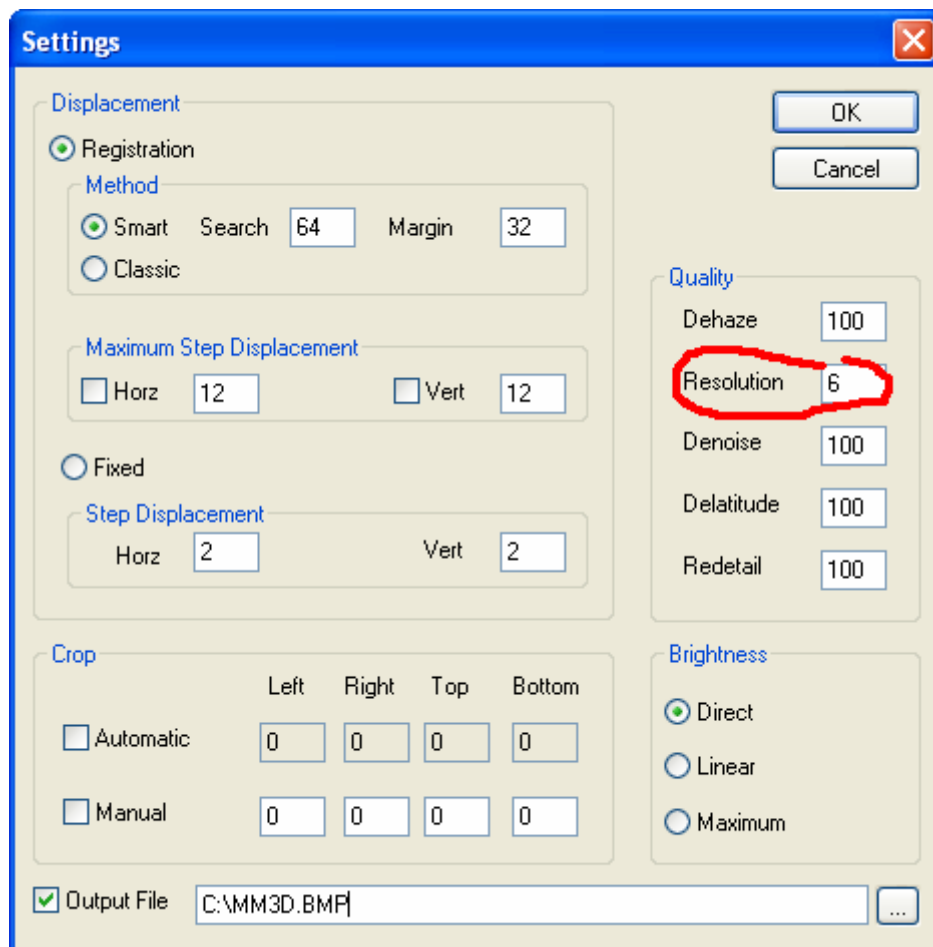 Settings
Displacement
OK
Registration
Cancel
Method
Smart Search 64 Margin 32
Classic
Quality
Dehaze 100
Maximum Step Displacement
Horz 12 Vert 12
Resolution 6
Denoise 100
Fixed
Step Displacement
Horz 2 Vert 2
Delatitude 100
Redetail 100
Crop
Left Right Top Bottom
Automatic 0 0 0 0
Manual 0 0 0 0
Brightness
Direct
Linear
Maximum
Output File C:\MM3D.BMP ...